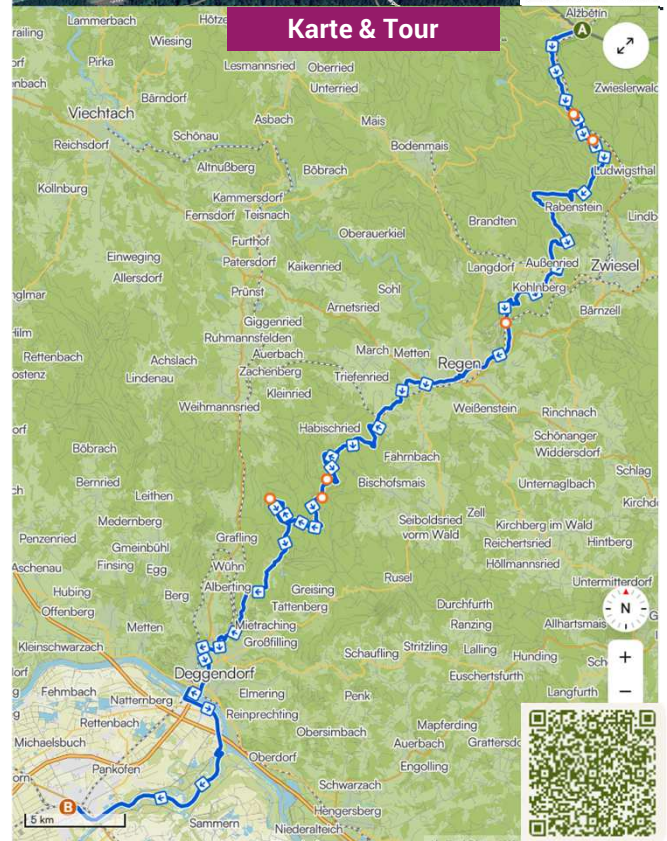 Karte & Tour
Lammerbach
Alžbětín
A
Wiesing
Lesmannsried
Oberried
Pirka
Unterried
Zwieslerwald
Bärndorf
Viechtach
Asbach
Mais
Schönau
Bodenmais
Reichsdorf
Altnußberg
Böbrach
Ludwigsthal
Kollnburg
Kammersdorf
Rabenstein
Fernsdorf
Teisnach
Brandten
Oberauerkiel
Furthof
Einweging
Patersdorf
Kaikenried
Langdorf
Außenried
Zwiesel
Allersdorf
Prünst
Sohl
Kohlnberg
Arnetsried
Bärnzell
Giggenried
Ruhmannsfelden
Rettenbach
Achslach
Auerbach
March
Metten
Regen
Zachenberg
Triefenried
Lindenau
Kleinried
Weihmannsried
Weißenstein
Rinchnach
Habischried
Schönanger
Böbrach
Fahrnbach
Widdersdorf
Bernried
Bischofsmais
Schlag
Leithen
Unternaglbach
Medernberg
Seiboldsried
vorm Wald
Zell
Kirchberg im Wald
Penzenried
Grafling
Reichertsried
Hintberg
Gmeinbühl
Finsing
Egg
Wühn
Höllmannsried
Rusel
Untermitterdorf
Hubing
Berg
Alberting
Greising
Offenberg
Tattenberg
Durchfurth
N
Metten
Mietraching
Ranzing
Allhartsmais
Kleinschwarzach
Großfilling
Schaufling
Stritzling
Lalling
Hunding
+
Deggendorf
Euschertsfurth
Fehmbach
Natternberg
Elmering
Penk
Langfurth
−
Rettenbach
Reinprechting
Obersimbach
Mapferding
Michaelsbuch
Auerbach
Oberdorf
Engolling
Pankofen
Schwarzach
B
5 km
Sammern
Hengersberg
Niederalteich